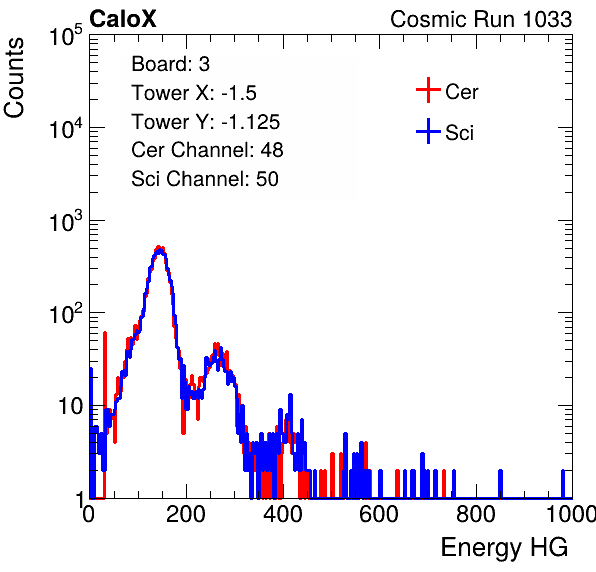 CaloX Cosmic Run 1033
10^5
Counts
Board: 3
Tower X: -1.5
Tower Y: -1.125
Cer Channel: 48
Sci Channel: 50
Cer
Sci
10^4
10^3
10^2
10
1
0 200 400 600 800 1000
Energy HG